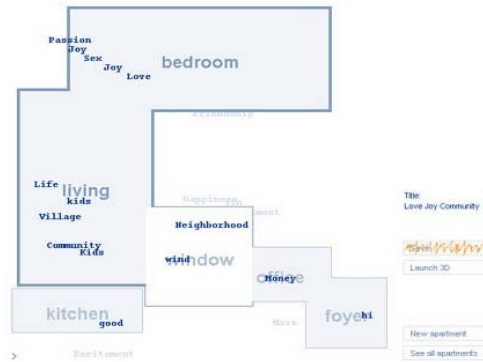 Passion
Joy
Sex
Joy
Love
bedroom
Friendship
Life
living
kids
Village
Happiness
Neighborhood
Community
Kids
wind
window
office
Money
kitchen
good
foyer
hi
Excitement
Title:
Love Joy Community
Save
Launch 3D
New apartment
See all apartments
>